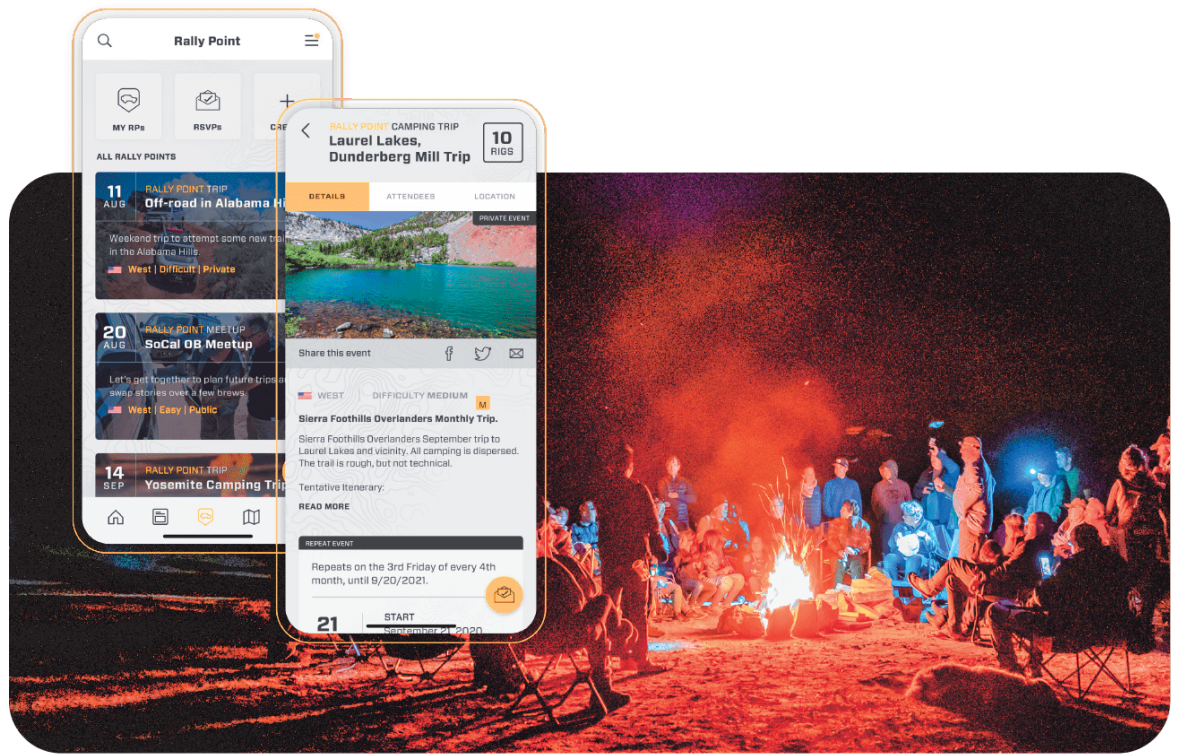 Rally Point
MY RPs
RSVPs
ALL RALLY POINTS
11
AUG
RALLY POINT TRIP
Off-road in Alabama
Weekend trip to attempt some new
in the Alabama Hills.
West | Difficult | Private
20
AUG
RALLY POINT MEETUP
SoCal OB Meetup
Let's get together to plan future trips
swap stories over a few brews.
West | Easy | Public
14
SEP
RALLY POINT TRIP
Yosemite Camping Trip
RALLY POINT CAMPING TRIP
Laurel Lakes,
Dunderberg Mill Trip
10
RIGS
DETAILS
ATTENDEES
LOCATION
PRIVATE EVENT
Share this event
WEST
DIFFICULTY MEDIUM
M
Sierra Foothills Overlanders Monthly Trip.
Sierra Foothills Overlanders September trip to
Laurel Lakes and vicinity. All camping is dispersed.
The trail is rough, but not technical.
Tentative Itenerary:
READ MORE
REPEAT EVENT
Repeats on the 3rd Friday of every 4th
month, until 9/20/2021.
21
START
September 21, 2020